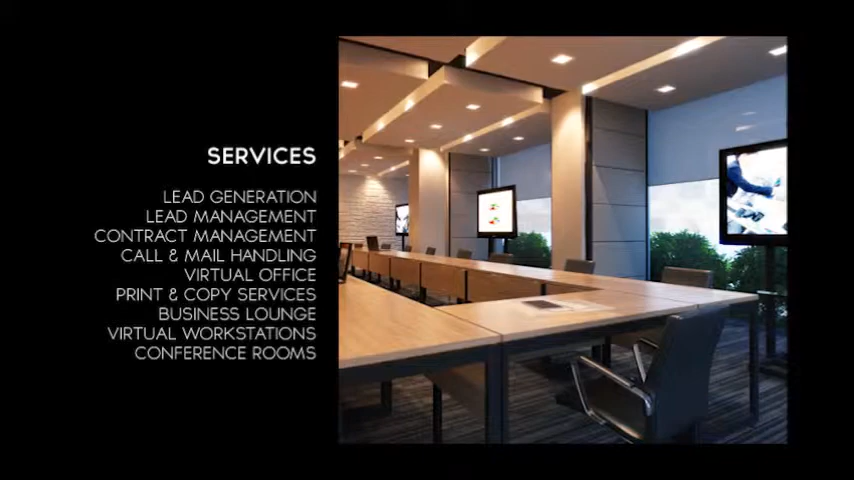 SERVICES
LEAD GENERATION
LEAD MANAGEMENT
CONTRACT MANAGEMENT
CALL & MAIL HANDLING
VIRTUAL OFFICE
PRINT & COPY SERVICES
BUSINESS LOUNGE
VIRTUAL WORKSTATIONS
CONFERENCE ROOMS